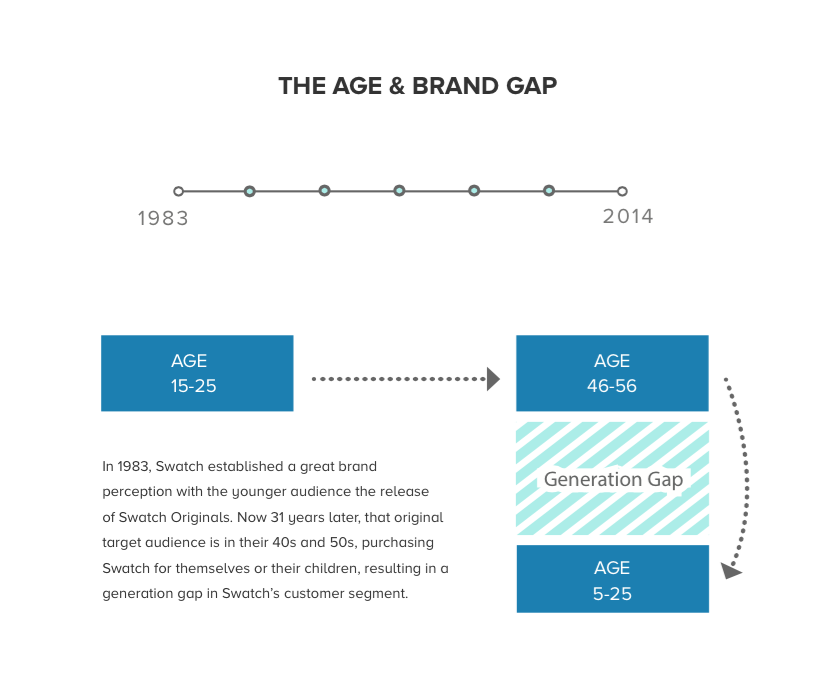 THE AGE & BRAND GAP
1983
2014
AGE
15-25
AGE
46-56
In 1983, Swatch established a great brand
perception with the younger audience the release
of Swatch Originals. Now 31 years later, that original
target audience is in their 40s and 50s, purchasing
Swatch for themselves or their children, resulting in a
generation gap in Swatch’s customer segment.
Generation Gap
AGE
5-25